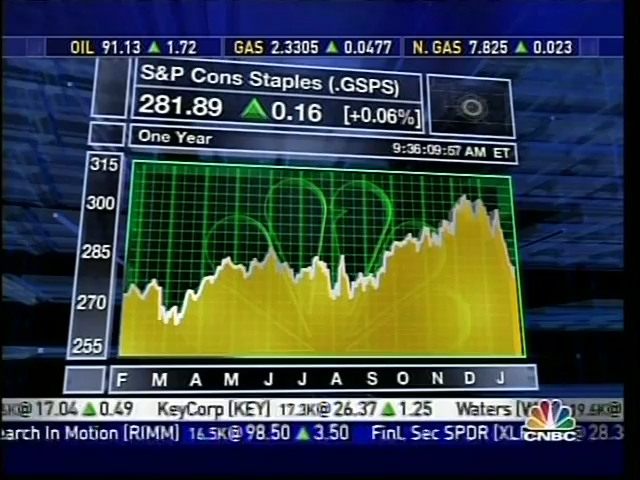 OIL 91.13 ▲ 1.72 GAS 2.3305 ▲ 0.0477 N. GAS 7.825 ▲ 0.023
S&P Cons Staples (.GSPS)
281.89 ▲ 0.16 [+0.06%]
One Year 9:36:09:57 AM ET
315
300
285
270
255
F M A M J J A S O N D J
@ 17.04 ▲ 0.49 KeyCorp (KEY) 17.3K@ 26.37 ▲ 1.25 Waters
CNBC
earch In Motion (RIMM) 16.5K@ 98.50 ▲ 3.50 FinL Sec SPDR (XL @ 28.3